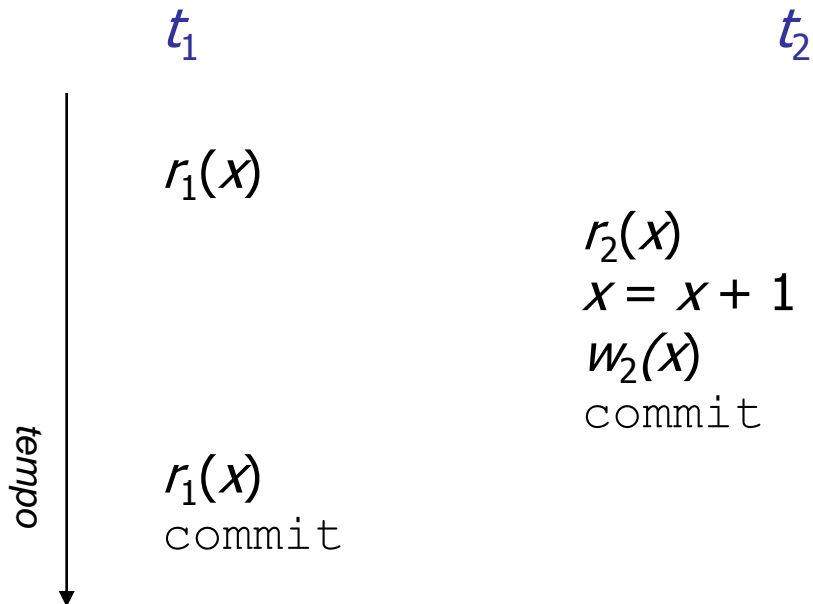 t₁ t₂
r₁(x)
r₂(x)
x = x + 1
w₂(x)
commit
tempo
r₁(x)
commit